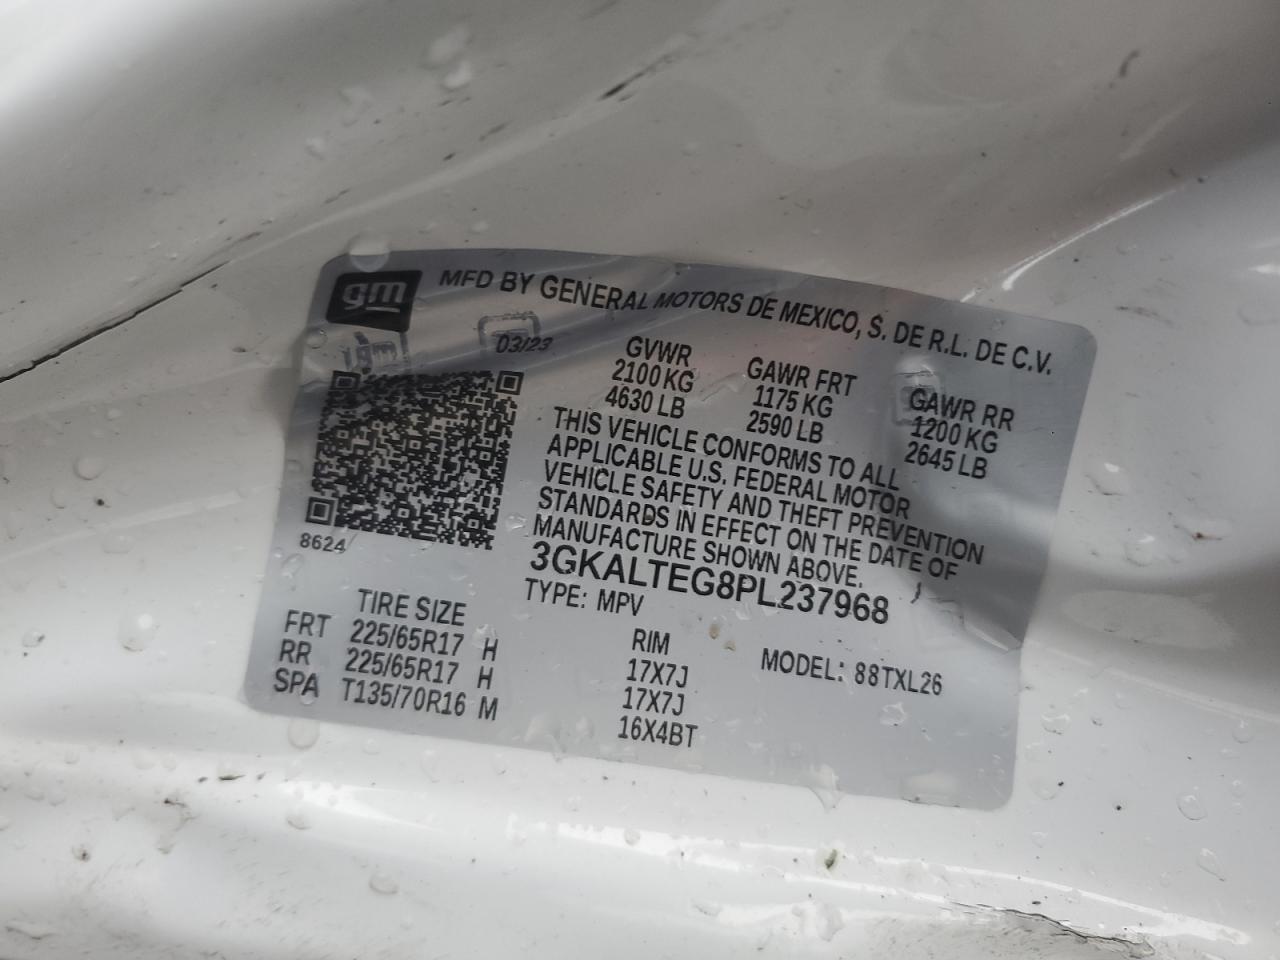 gm MFD BY GENERAL MOTORS DE MEXICO, S. DE R.L. DE C.V.
03/23
GVWR GAWR FRT GAWR RR
2100 KG 1175 KG 1200 KG
4630 LB 2590 LB 2645 LB
THIS VEHICLE CONFORMS TO ALL
APPLICABLE U.S. FEDERAL MOTOR
VEHICLE SAFETY AND THEFT PREVENTION
STANDARDS IN EFFECT ON THE DATE OF
MANUFACTURE SHOWN ABOVE.
8624
3GKALTEG8PL237968
TYPE: MPV MODEL: 88TXL26
TIRE SIZE RIM
FRT 225/65R17 H 17X7J
RR 225/65R17 H 17X7J
SPA T135/70R16 M 16X4BT